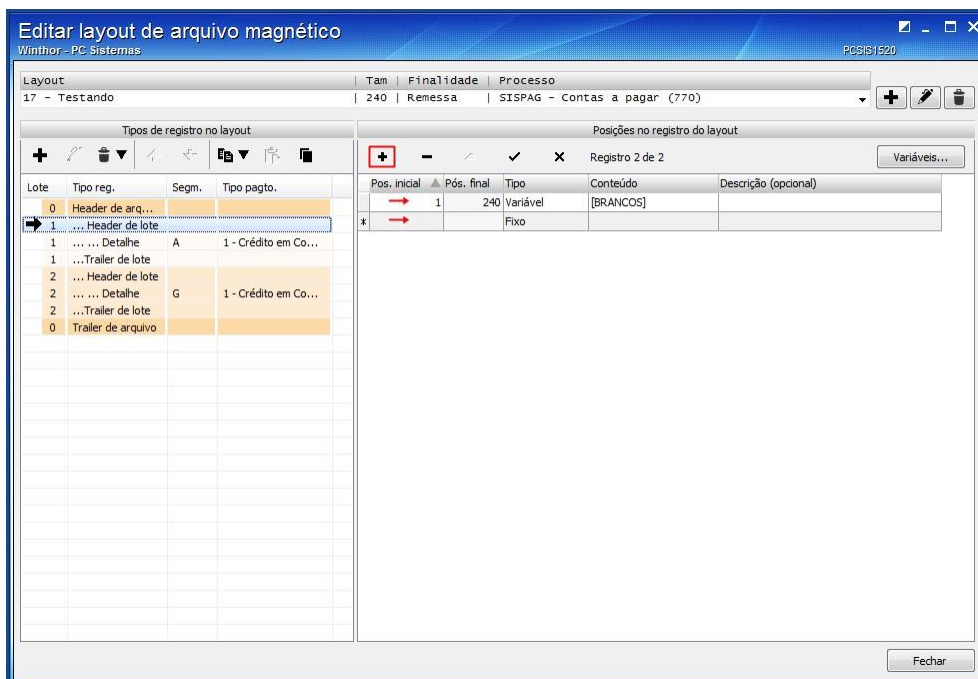 Editar layout de arquivo magnético
Winthor - PC Sistemas
PCSIS1520
Layout | Tam | Finalidade | Processo
17 - Testando | 240 | Remessa | SISPAG - Contas a pagar (770)
Tipos de registro no layout
Lote Tipo reg. Segm. Tipo pagto.
0 Header de arq...
1 ... Header de lote
1 ... ... Detalhe A 1 - Crédito em Co...
1 ...Trailer de lote
2 ... Header de lote
2 ... ... Detalhe G 1 - Crédito em Co...
2 ...Trailer de lote
0 Trailer de arquivo
Posições no registro do layout
Registro 2 de 2
Variáveis...
Pos. inicial Pós. final Tipo Conteúdo Descrição (opcional)
1 240 Variável [BRANCOS]
* Fixo
Fechar